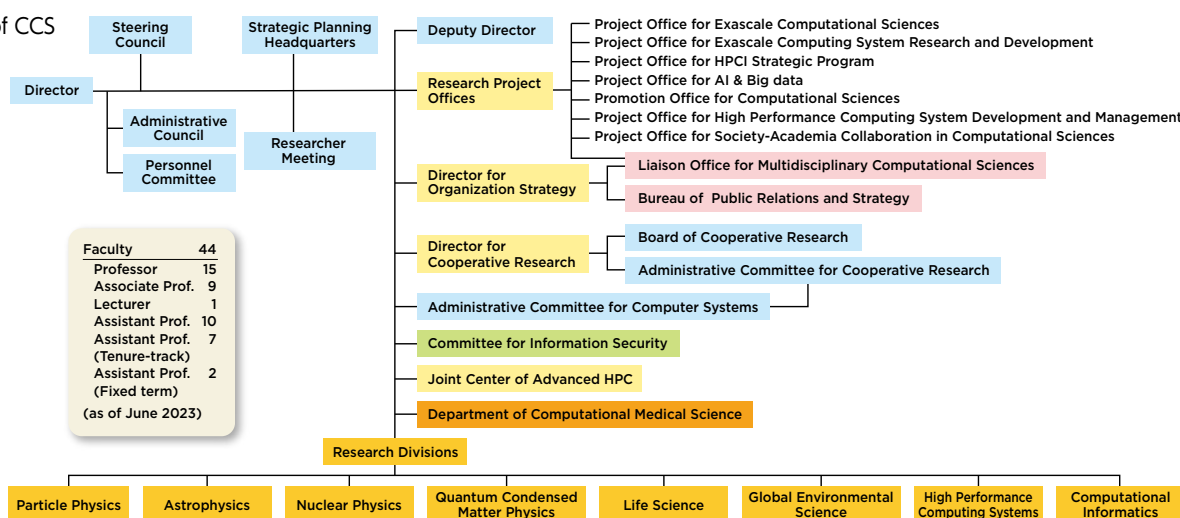 of CCS
Steering
Council
Strategic Planning
Headquarters
Director
Administrative
Council
Personnel
Committee
Researcher
Meeting
Deputy Director
Research Project
Offices
Project Office for Exascale Computational Sciences
Project Office for Exascale Computing System Research and Development
Project Office for HPCI Strategic Program
Project Office for AI & Big data
Promotion Office for Computational Sciences
Project Office for High Performance Computing System Development and Management
Project Office for Society-Academia Collaboration in Computational Sciences
Director for
Organization Strategy
Liaison Office for Multidisciplinary Computational Sciences
Bureau of Public Relations and Strategy
Director for
Cooperative Research
Board of Cooperative Research
Administrative Committee for Cooperative Research
Administrative Committee for Computer Systems
Committee for Information Security
Joint Center of Advanced HPC
Department of Computational Medical Science
Faculty 44
Professor 15
Associate Prof. 9
Lecturer 1
Assistant Prof. 10
Assistant Prof. 7
(Tenure-track)
Assistant Prof. 2
(Fixed term)
(as of June 2023)
Research Divisions
Particle Physics
Astrophysics
Nuclear Physics
Quantum Condensed
Matter Physics
Life Science
Global Environmental
Science
High Performance
Computing Systems
Computational
Informatics